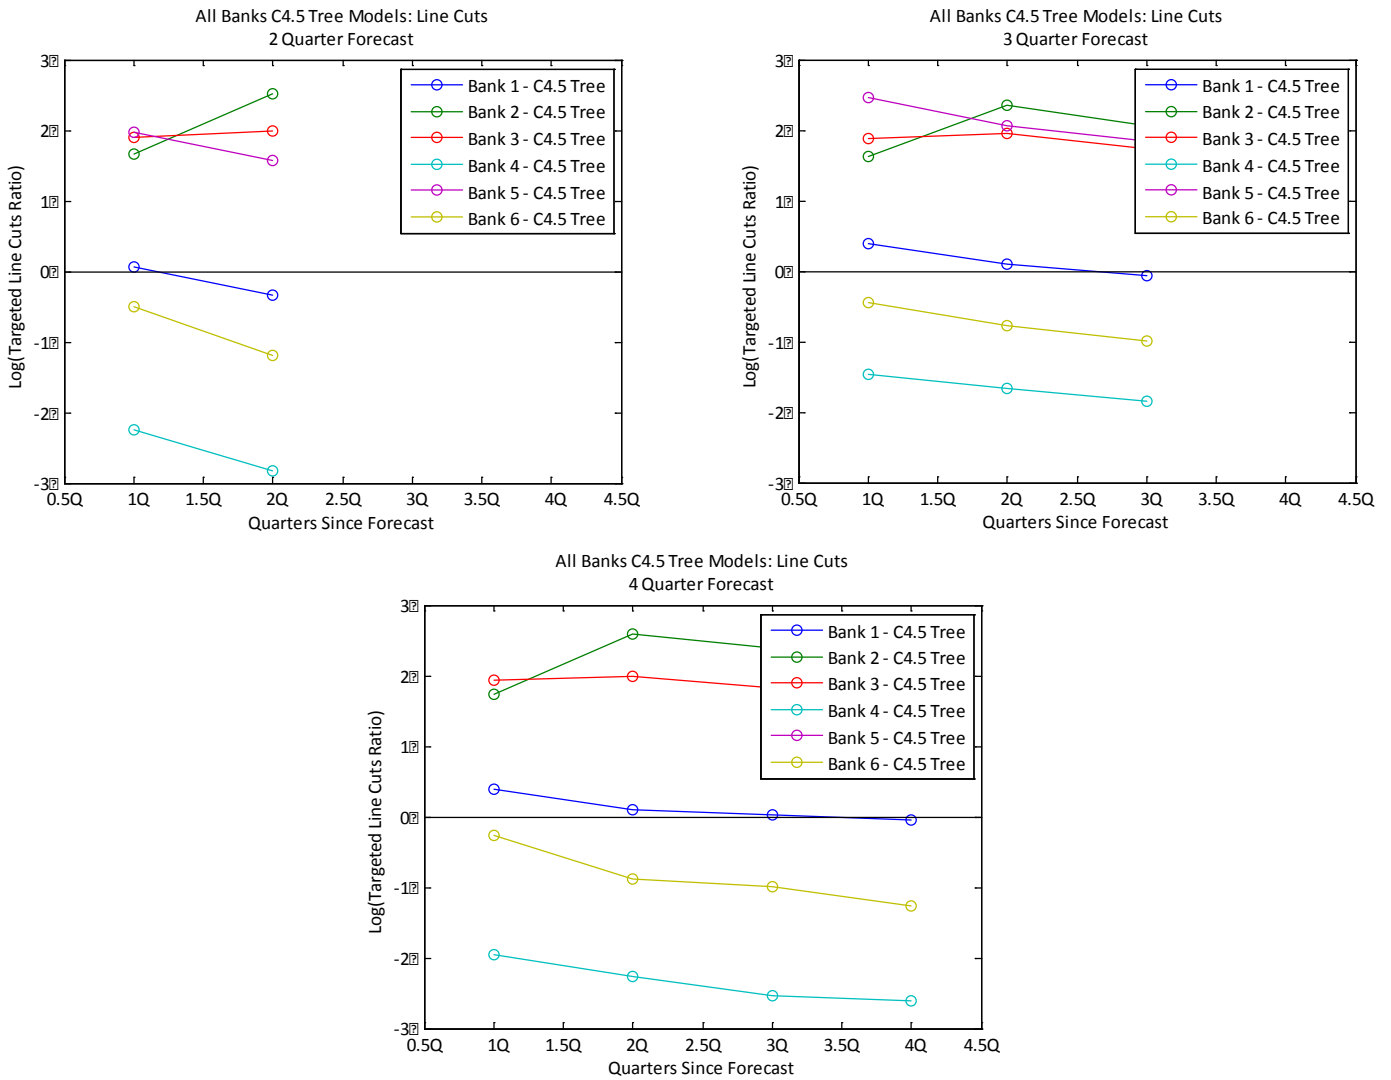 All Banks C4.5 Tree Models: Line Cuts
2 Quarter Forecast
3
2
1
0
-1
-2
-3
Log(Targeted Line Cuts Ratio)
Bank 1 - C4.5 Tree
Bank 2 - C4.5 Tree
Bank 3 - C4.5 Tree
Bank 4 - C4.5 Tree
Bank 5 - C4.5 Tree
Bank 6 - C4.5 Tree
0.5Q 1Q 1.5Q 2Q 2.5Q 3Q 3.5Q 4Q 4.5Q
Quarters Since Forecast
All Banks C4.5 Tree Models: Line Cuts
3 Quarter Forecast
3
2
1
0
-1
-2
-3
Log(Targeted Line Cuts Ratio)
Bank 1 - C4.5 Tree
Bank 2 - C4.5 Tree
Bank 3 - C4.5 Tree
Bank 4 - C4.5 Tree
Bank 5 - C4.5 Tree
Bank 6 - C4.5 Tree
0.5Q 1Q 1.5Q 2Q 2.5Q 3Q 3.5Q 4Q 4.5Q
Quarters Since Forecast
All Banks C4.5 Tree Models: Line Cuts
4 Quarter Forecast
3
2
1
0
-1
-2
-3
Log(Targeted Line Cuts Ratio)
Bank 1 - C4.5 Tree
Bank 2 - C4.5 Tree
Bank 3 - C4.5 Tree
Bank 4 - C4.5 Tree
Bank 5 - C4.5 Tree
Bank 6 - C4.5 Tree
0.5Q 1Q 1.5Q 2Q 2.5Q 3Q 3.5Q 4Q 4.5Q
Quarters Since Forecast